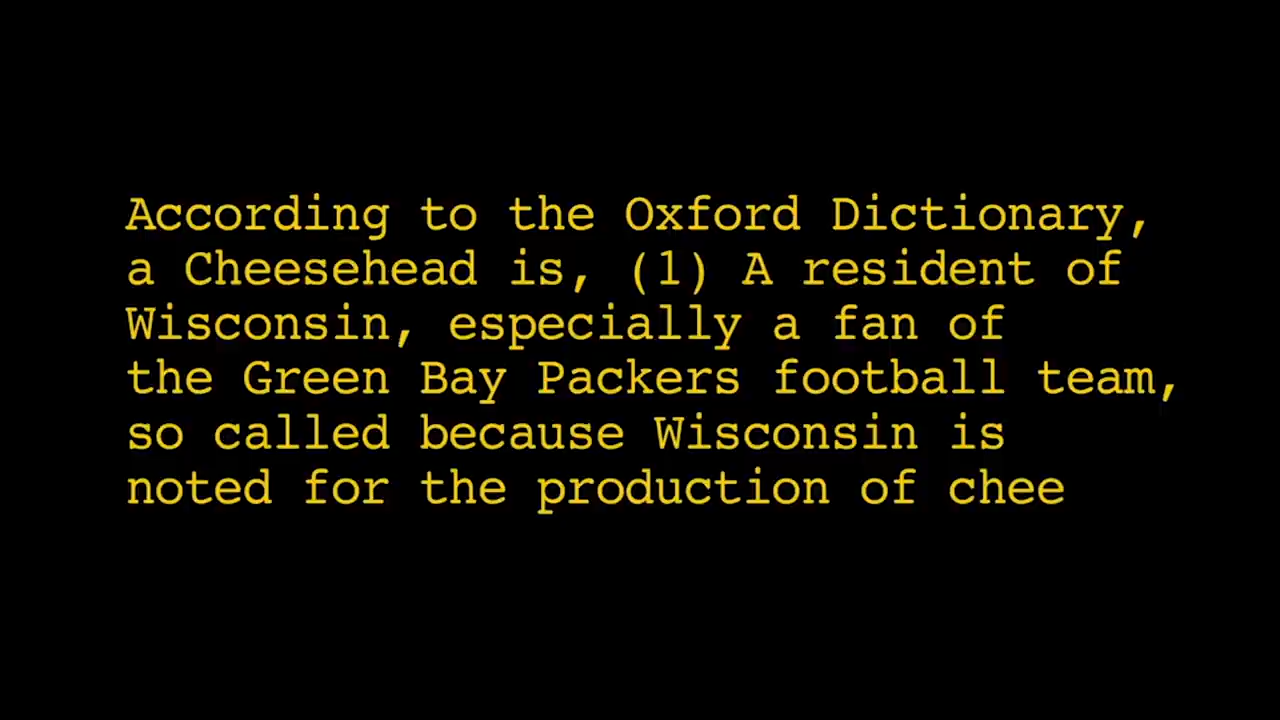 According to the Oxford Dictionary,
a Cheesehead is, (1) A resident of
Wisconsin, especially a fan of
the Green Bay Packers football team,
so called because Wisconsin is
noted for the production of chee